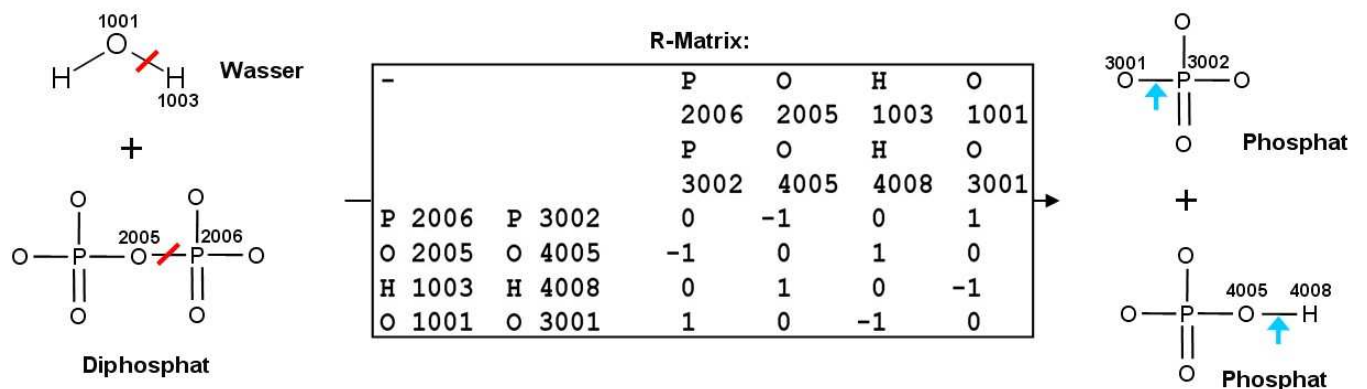 1001
O
H H
1003
Wasser
+
O O
2005 2006
O P O P O
O O
Diphosphat
R-Matrix:
- P O H O
2006 2005 1003 1001
P O H O
3002 4005 4008 3001
P 2006 P 3002 0 -1 0 1
O 2005 O 4005 -1 0 1 0
H 1003 H 4008 0 1 0 -1
O 1001 O 3001 1 0 -1 0
O
3001 3002
O P O
O
Phosphat
+
O
4005 4008
O P O H
O
Phosphat